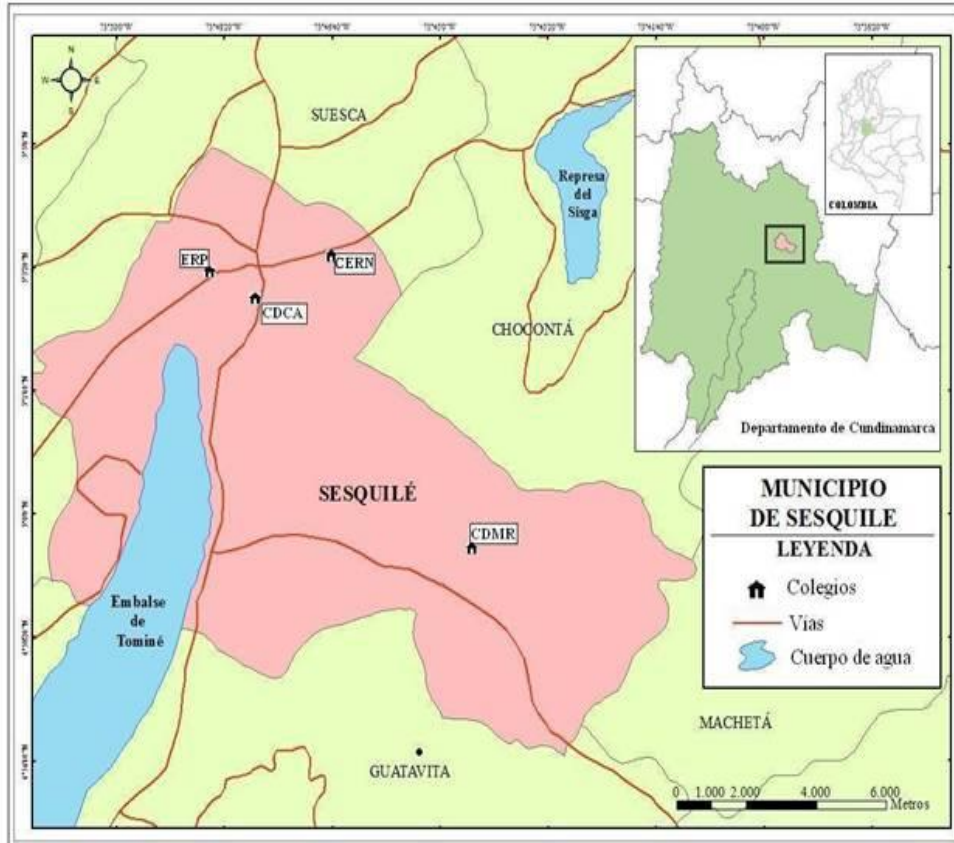 N
W
E
S
SUESCA
Represa
del
Sisga
COLOMBIA
ERP
CERN
CDCA
CHOCONTÁ
Departamento de Cundinamarca
SESQUILÉ
CDMR
MUNICIPIO
DE SESQUILE
LEYENDA
Colegios
Vías
Cuerpo de agua
Embalse
de
Tominé
MACHETÁ
GUATAVITA
0 1.000 2.000 4.000 6.000
Metros